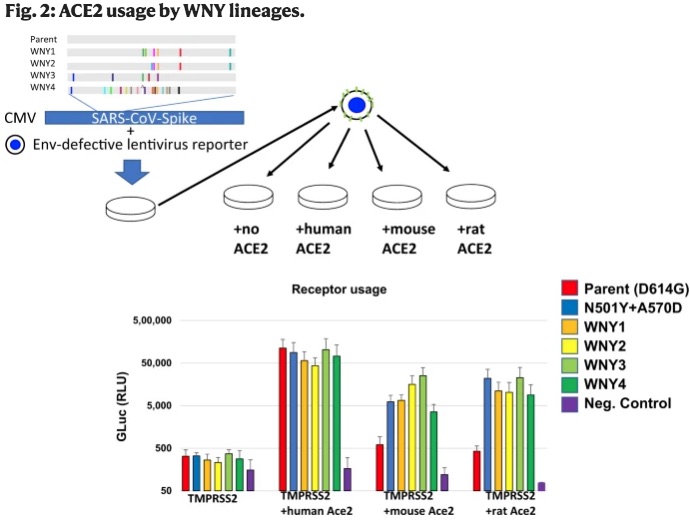 Fig. 2: ACE2 usage by WNY lineages.
Parent
WNY1
WNY2
WNY3
WNY4
CMV
SARS-CoV-Spike
+
Env-defective lentivirus reporter
+no
ACE2
+human
ACE2
+mouse
ACE2
+rat
ACE2
Receptor usage
GLuc (RLU)
5,00,000
50,000
5,000
500
50
TMPRSS2
TMPRSS2
+human Ace2
TMPRSS2
+mouse Ace2
TMPRSS2
+rat Ace2
Parent (D614G)
N501Y+A570D
WNY1
WNY2
WNY3
WNY4
Neg. Control